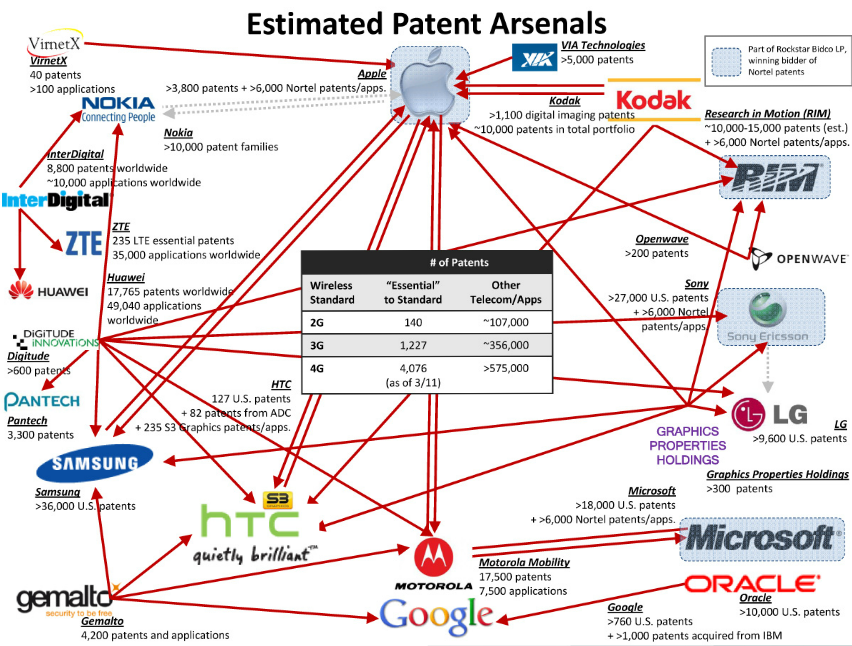 Estimated Patent Arsenals
VirnetX
VirnetX
40 patents
>100 applications
NOKIA
Connecting People
Apple
>3,800 patents + >6,000 Nortel patents/apps.
Nokia
>10,000 patent families
VIA
VIA Technologies
>5,000 patents
Kodak
>1,100 digital imaging patents
~10,000 patents in total portfolio
Kodak
Part of Rockstar Bidco LP,
winning bidder of
Nortel patents
Research in Motion (RIM)
~10,000-15,000 patents (est.)
+ >6,000 Nortel patents/apps.
RIM
InterDigital
8,800 patents worldwide
~10,000 applications worldwide
InterDigital
ZTE
ZTE
235 LTE essential patents
35,000 applications worldwide
Openwave
>200 patents
OPENWAVE
HUAWEI
Huawei
17,765 patents worldwide
49,040 applications
worldwide
# of Patents
Wireless Standard
"Essential" to Standard
Other Telecom/Apps
2G 140 ~107,000
3G 1,227 ~356,000
4G 4,076 >575,000
(as of 3/11)
Sony
>27,000 U.S. patents
+ >6,000 Nortel
patents/apps.
Sony Ericsson
DiGiTUDE
iNNOVATiONS
Digitude
>600 patents
PANTECH
Pantech
3,300 patents
HTC
127 U.S. patents
+ 82 patents from ADC
+ 235 S3 Graphics patents/apps.
LG
LG
>9,600 U.S. patents
GRAPHICS
PROPERTIES
HOLDINGS
Graphics Properties Holdings
>300 patents
SAMSUNG
Samsung
>36,000 U.S. patents
S3
hTC
quietly brilliant™
Microsoft
>18,000 U.S. patents
+ >6,000 Nortel patents/apps.
Microsoft
MOTOROLA
Motorola Mobility
17,500 patents
7,500 applications
gemalto
security to be free
Gemalto
4,200 patents and applications
Google
Google
>760 U.S. patents
+ >1,000 patents acquired from IBM
ORACLE
Oracle
>10,000 U.S. patents